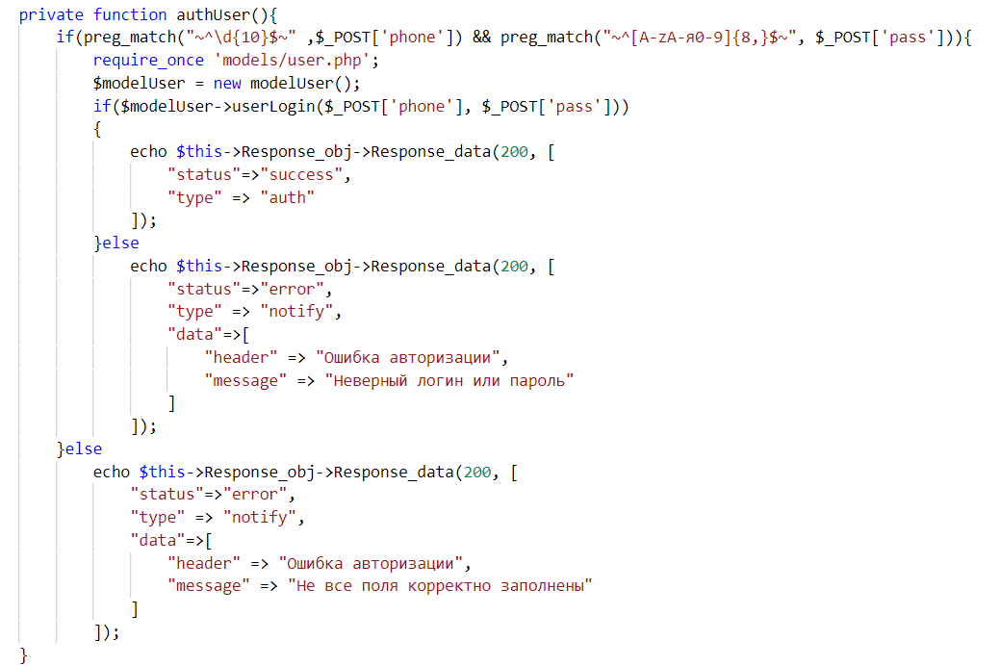 private function authUser(){
if(preg_match("~^\d{10}$~" ,$_POST['phone']) && preg_match("~^[A-zА-я0-9]{8,}$~", $_POST['pass'])){
require_once 'models/user.php';
$modelUser = new modelUser();
if($modelUser->userLogin($_POST['phone'], $_POST['pass']))
{
echo $this->Response_obj->Response_data(200, [
"status"=>"success",
"type" => "auth"
]);
}else
echo $this->Response_obj->Response_data(200, [
"status"=>"error",
"type" => "notify",
"data"=>[
"header" => "Ошибка авторизации",
"message" => "Неверный логин или пароль"
]
]);
}else
echo $this->Response_obj->Response_data(200, [
"status"=>"error",
"type" => "notify",
"data"=>[
"header" => "Ошибка авторизации",
"message" => "Не все поля корректно заполнены"
]
]);
}